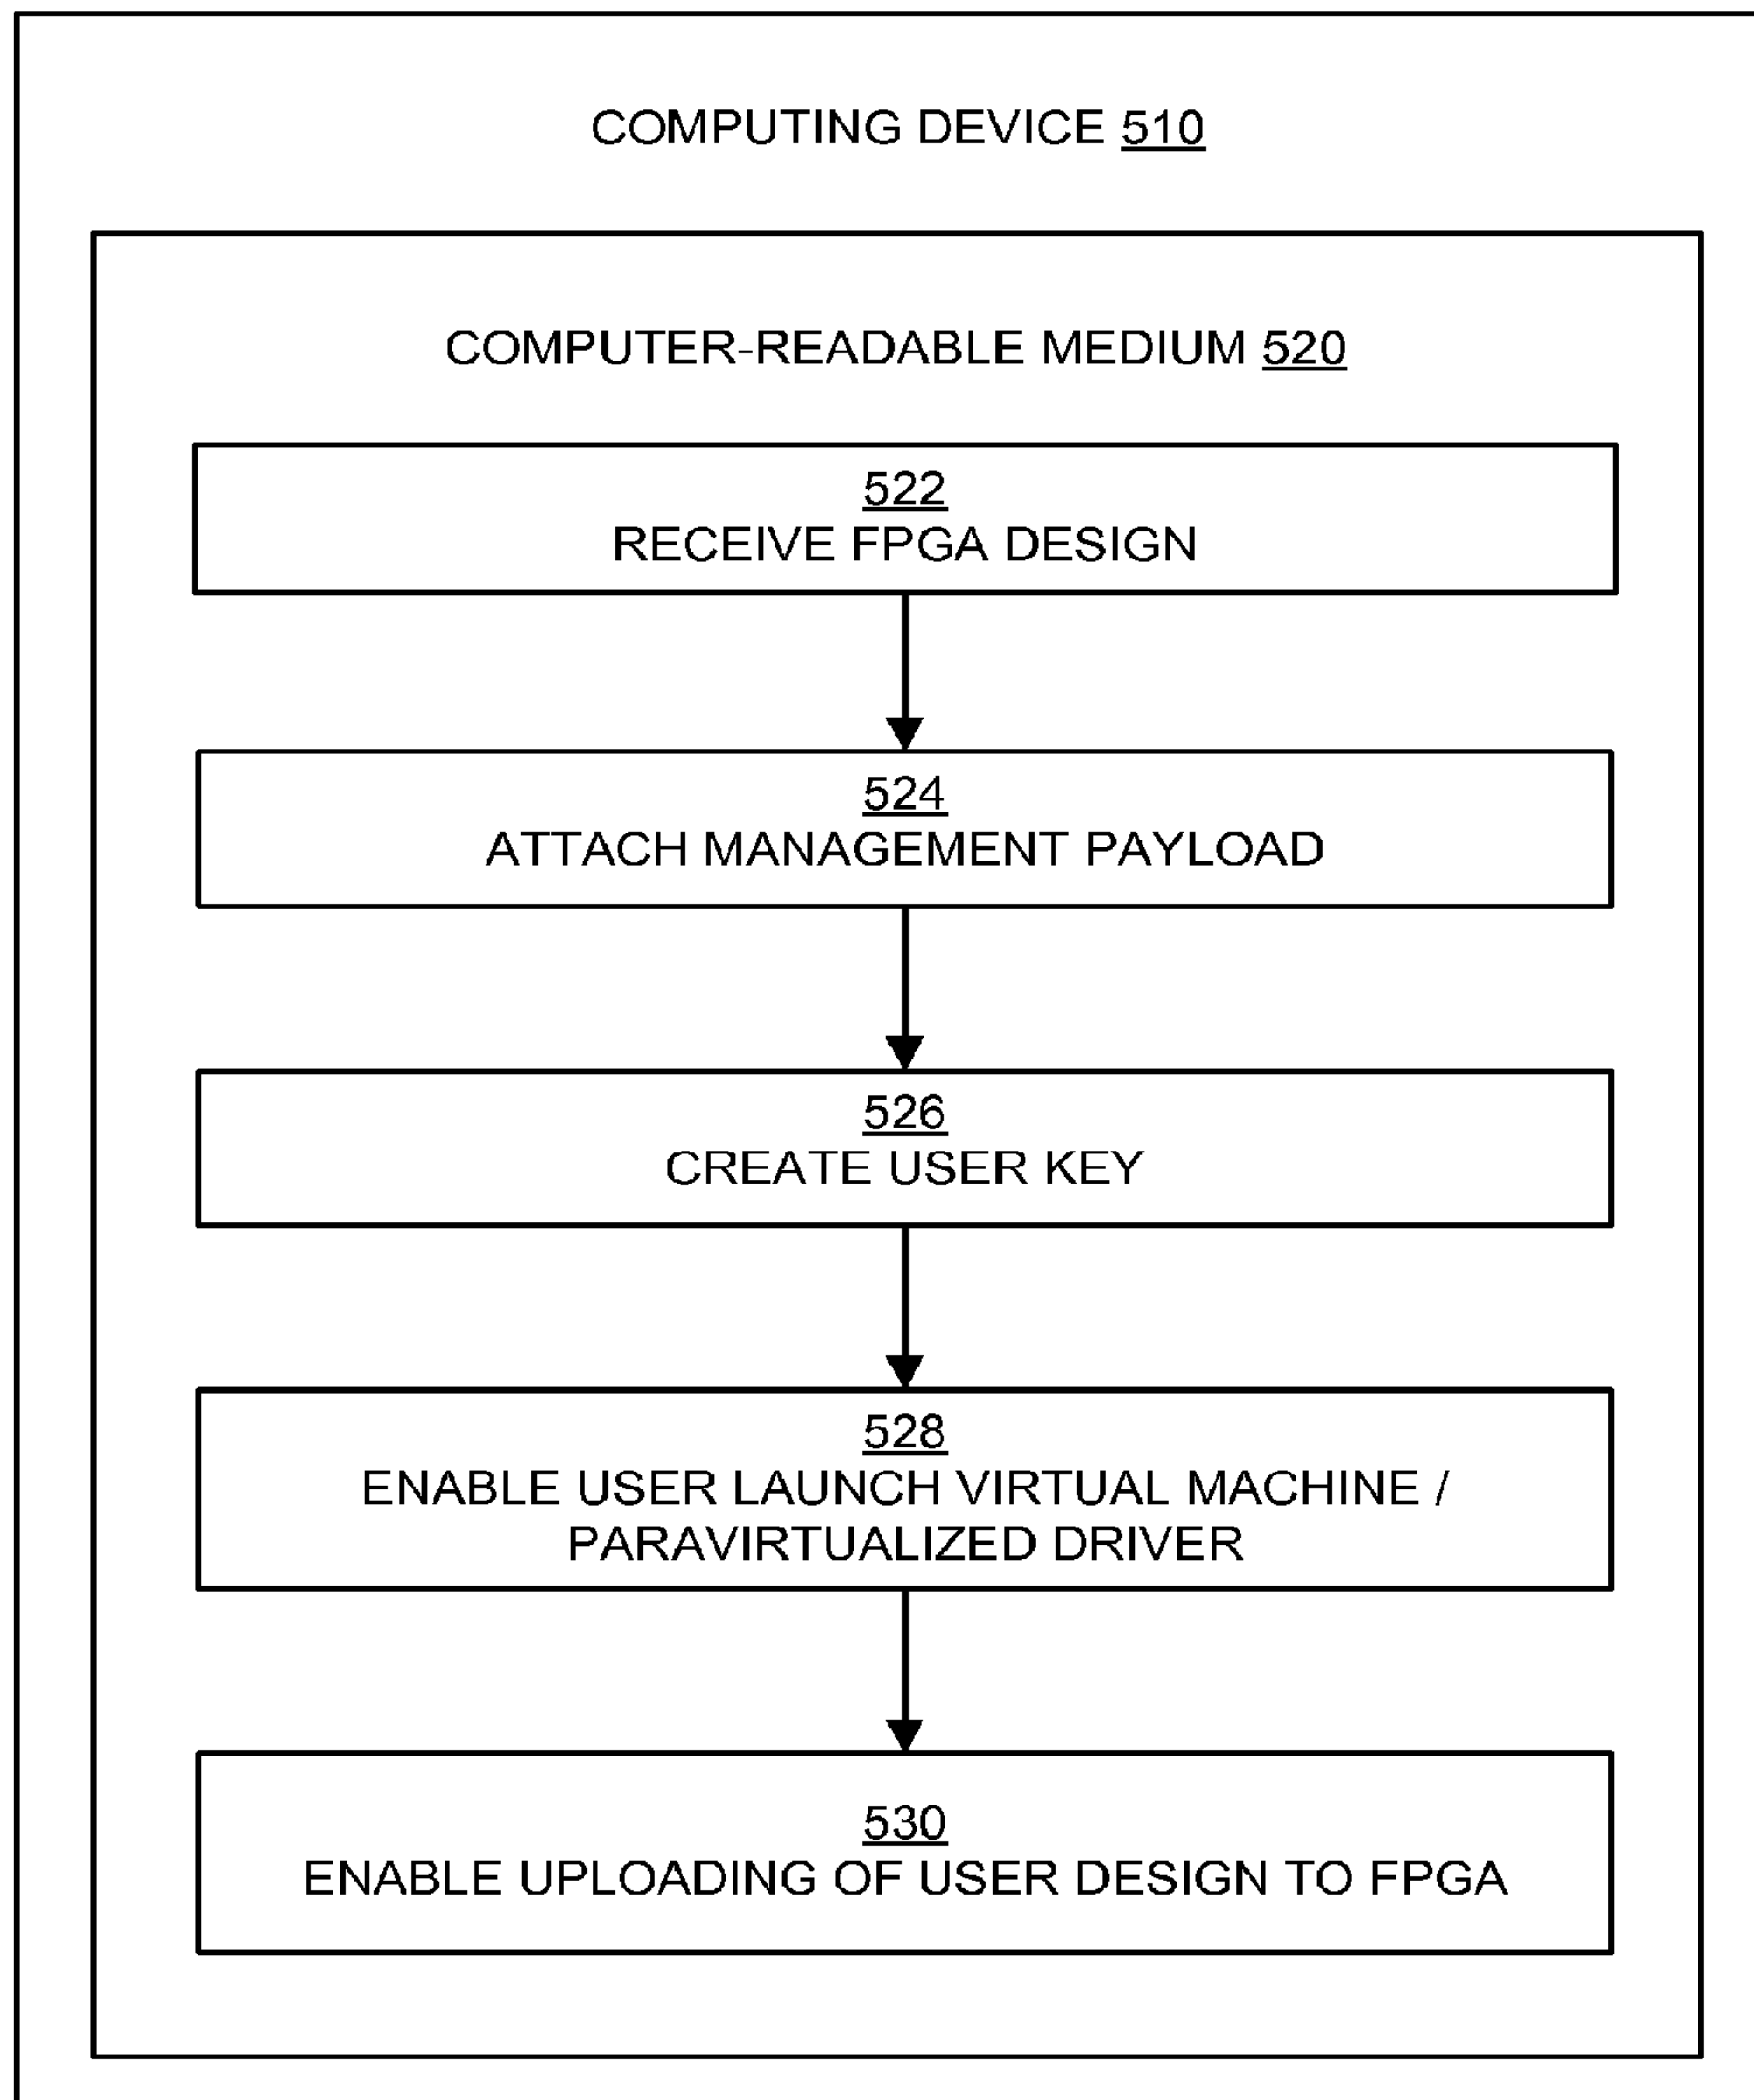 COMPUTING DEVICE 510
COMPUTER-READABLE MEDIUM 520
522
RECEIVE FPGA DESIGN
524
ATTACH MANAGEMENT PAYLOAD
526
CREATE USER KEY
528
ENABLE USER LAUNCH VIRTUAL MACHINE /
PARAVIRTUALIZED DRIVER
530
ENABLE UPLOADING OF USER DESIGN TO FPGA